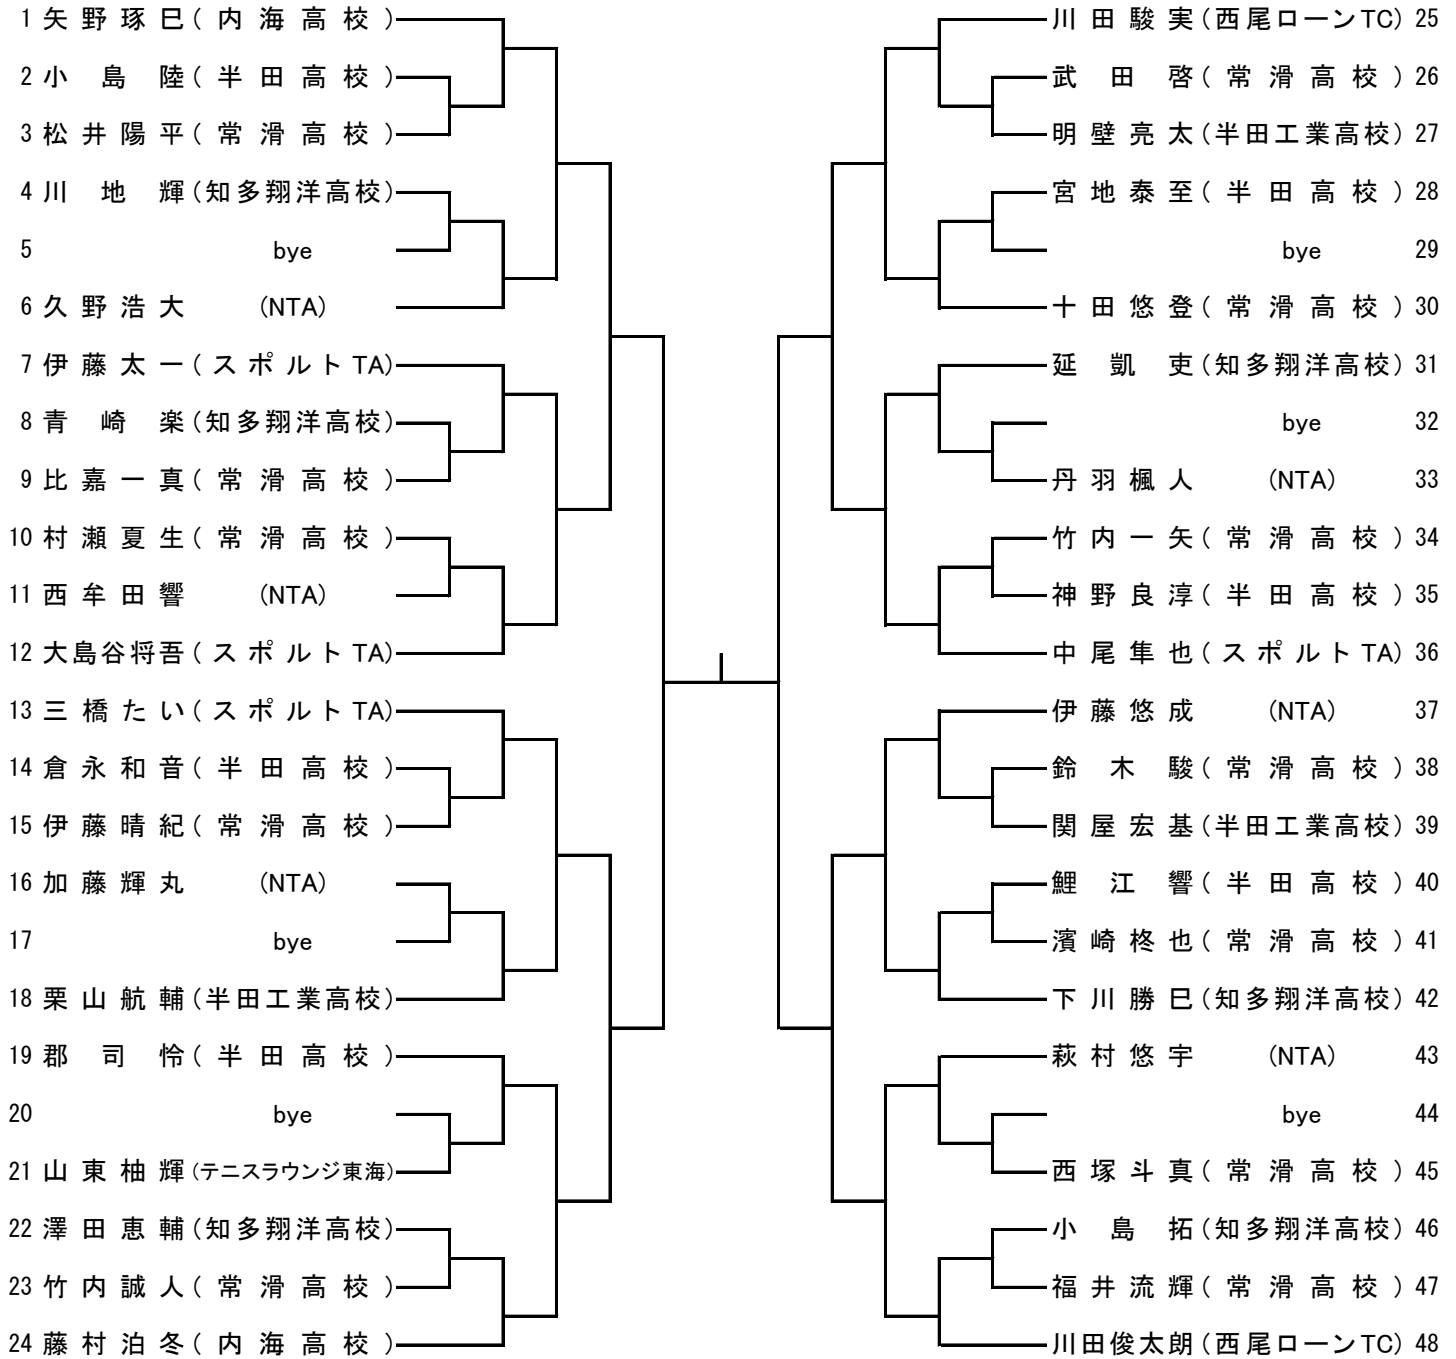 1 矢野琢巳(内海高校)
2 小島陸(半田高校)
3 松井陽平(常滑高校)
4 川地輝(知多翔洋高校)
5 bye
6 久野浩大 (NTA)
7 伊藤太一(スポルトTA)
8 青崎楽(知多翔洋高校)
9 比嘉一真(常滑高校)
10 村瀬夏生(常滑高校)
11 西牟田響 (NTA)
12 大島谷将吾(スポルトTA)
13 三橋たい(スポルトTA)
14 倉永和音(半田高校)
15 伊藤晴紀(常滑高校)
16 加藤輝丸 (NTA)
17 bye
18 栗山航輔(半田工業高校)
19 郡司怜(半田高校)
20 bye
21 山東柚輝(テニスラウンジ東海)
22 澤田恵輔(知多翔洋高校)
23 竹内誠人(常滑高校)
24 藤村泊冬(内海高校)
川田駿実(西尾ローンTC) 25
武田啓(常滑高校) 26
明壁亮太(半田工業高校) 27
宮地泰至(半田高校) 28
bye 29
十田悠登(常滑高校) 30
延凱吏(知多翔洋高校) 31
bye 32
丹羽楓人 (NTA) 33
竹内一矢(常滑高校) 34
神野良淳(半田高校) 35
中尾隼也(スポルトTA) 36
伊藤悠成 (NTA) 37
鈴木駿(常滑高校) 38
関屋宏基(半田工業高校) 39
鯉江響(半田高校) 40
濱崎柊也(常滑高校) 41
下川勝巳(知多翔洋高校) 42
萩村悠宇 (NTA) 43
bye 44
西塚斗真(常滑高校) 45
小島拓(知多翔洋高校) 46
福井流輝(常滑高校) 47
川田俊太朗(西尾ローンTC) 48